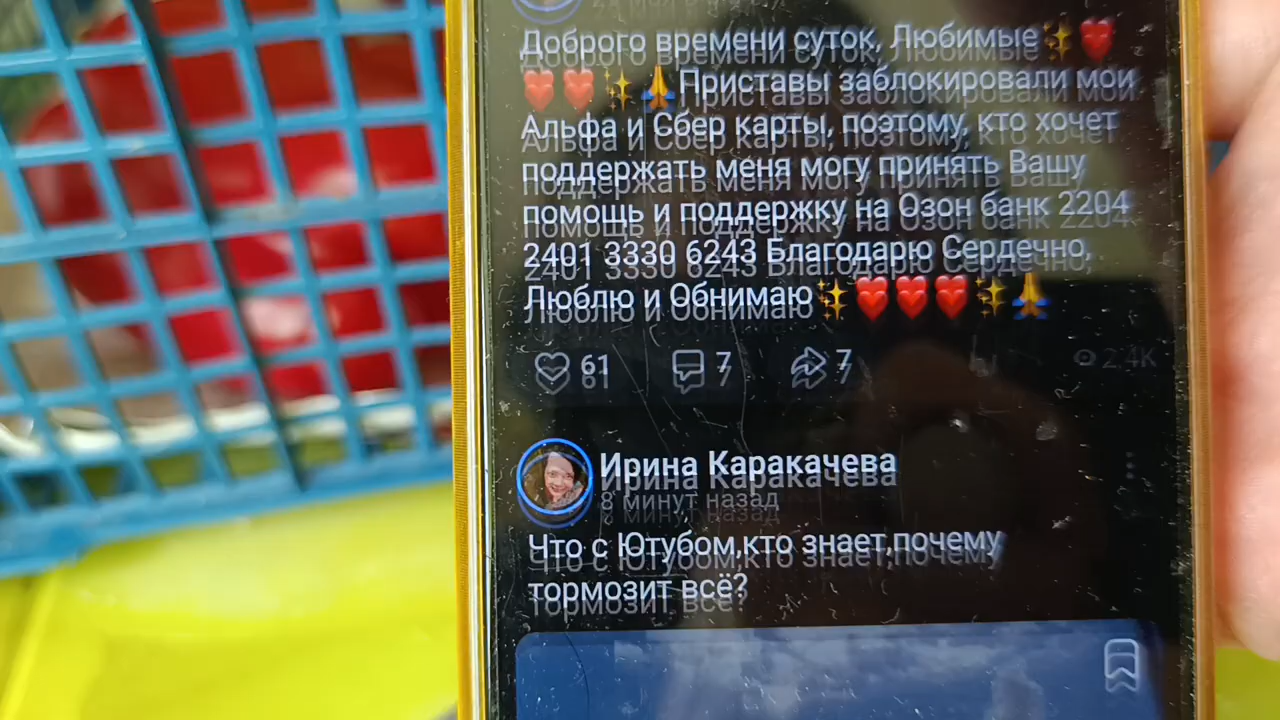 Доброго времени суток, Любимые✨❤️
❤️❤️✨🙏Приставы заблокировали мои
Альфа и Сбер карты, поэтому, кто хочет
поддержать меня могу принять Вашу
помощь и поддержку на Озон банк 2204
2401 3330 6243 Благодарю Сердечно,
Люблю и Обнимаю✨❤️❤️❤️✨🙏
61 7 7 2,4K
Ирина Каракачева
8 минут назад
Что с Ютубом,кто знает,почему
тормозит всё?